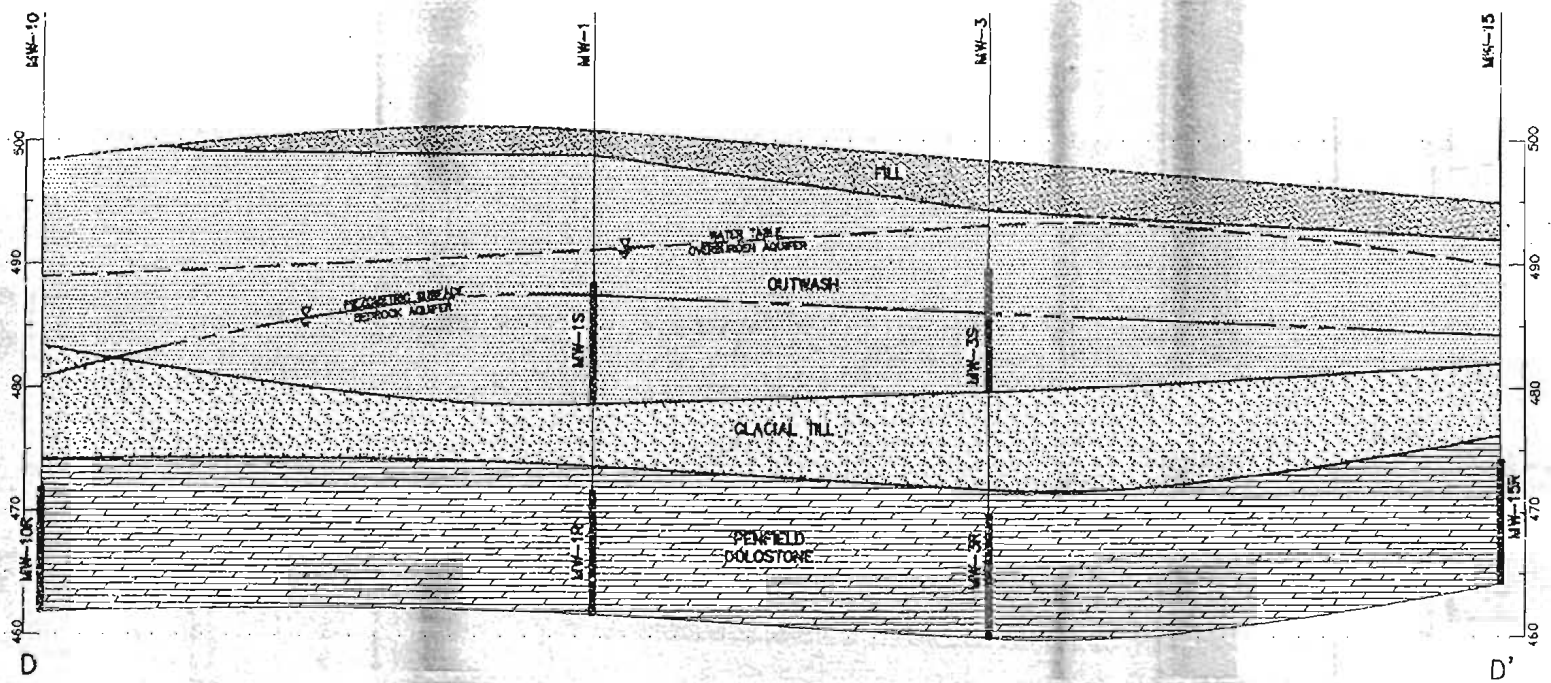 MW-10
MW-1
MW-3
MW-15
500
500
FILL
WATER TABLE
OVERBURDEN AQUIFER
490
490
OUTWASH
PIEZOMETRIC SURFACE
BEDROCK AQUIFER
MW-1S
MW-3S
480
480
GLACIAL TILL
470
470
MW-10R
MW-1R
PENFIELD
DOLOSTONE
MW-3R
MW-15R
460
460
D
D'